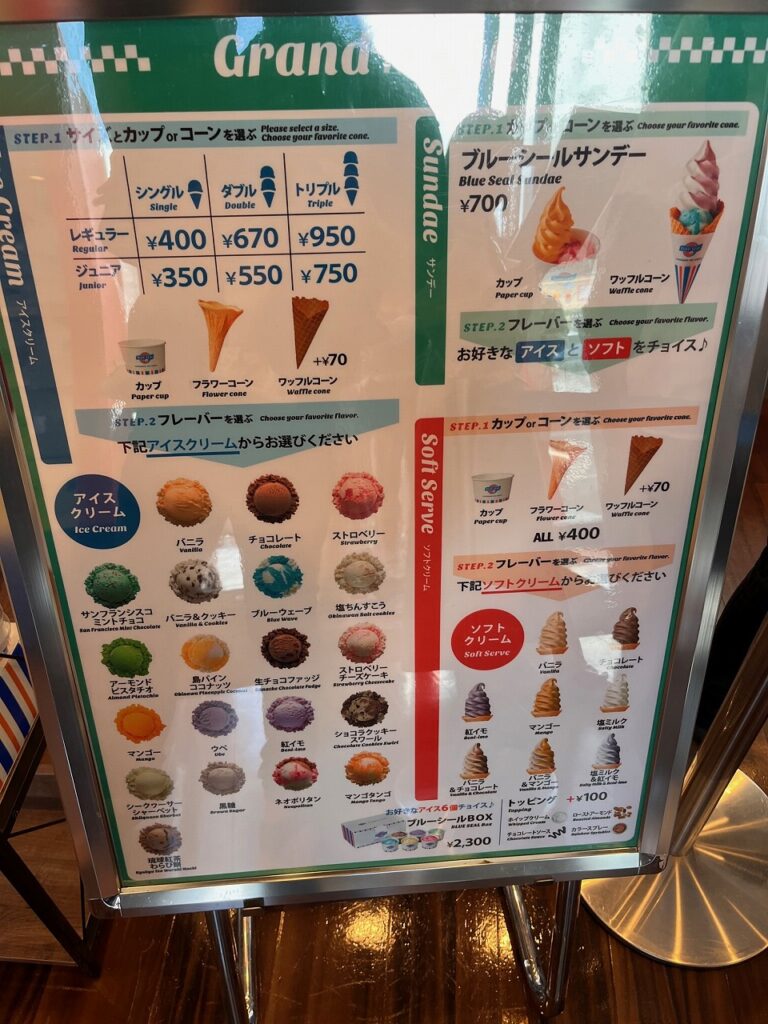 Grand
Ice Cream アイスクリーム
STEP.1 サイズとカップ or コーンを選ぶ Please select a size. Choose your favorite cone.
シングル ダブル トリプル
Single Double Triple
レギュラー ¥400 ¥670 ¥950
Regular
ジュニア ¥350 ¥550 ¥750
Junior
+¥70
カップ フラワーコーン ワッフルコーン
Paper cup Flower cone Waffle cone
STEP.2 フレーバーを選ぶ Choose your favorite flavor.
下記アイスクリームからお選びください
アイスクリーム
Ice Cream
バニラ チョコレート ストロベリー
Vanilla Chocolate Strawberry
サンフランシスコミントチョコ バニラ&クッキー ブルーウェーブ 塩ちんすこう
San Francisco Mint Chocolate Vanilla & Cookies Blue Wave Okinawan Salt cookies
アーモンドピスタチオ 島パインココナッツ 生チョコファッジ ストロベリーチーズケーキ
Almond Pistachio Okinawa Pineapple Coconut Ganache Chocolate Fudge Strawberry Cheesecake
マンゴー ウベ 紅イモ ショコラクッキースワール
Mango Ube Beni-imo Chocolate Cookies Swirl
シークヮーサーシャーベット 黒糖 ネオポリタン マンゴタンゴ
Shikuwasa Sherbet Brown Sugar Neapolitan Mango Tango
琉球紅茶わらび餅
Ryukyu Tea Warabi Mochi
お好きなアイス6個チョイス♪
ブルーシールBOX
BLUE SEAL Box
¥2,300
Sundae サンデー
STEP.1 カップ or コーンを選ぶ Choose your favorite cone.
ブルーシールサンデー
Blue Seal Sundae
¥700
カップ ワッフルコーン
Paper cup Waffle cone
STEP.2 フレーバーを選ぶ Choose your favorite flavor.
お好きな アイス と ソフト をチョイス♪
Soft Serve ソフトクリーム
STEP.1 カップ or コーンを選ぶ Choose your favorite cone.
+¥70
カップ フラワーコーン ワッフルコーン
Paper cup Flower cone Waffle cone
ALL ¥400
STEP.2 フレーバーを選ぶ Choose your favorite flavor.
下記ソフトクリームからお選びください
ソフトクリーム
Soft Serve
バニラ チョコレート
Vanilla Chocolate
紅イモ マンゴー 塩ミルク
Beni-imo Mango Salty Milk
バニラ&チョコレート バニラ&マンゴー 塩ミルク&紅イモ
Vanilla & Chocolate Vanilla & Mango Salty Milk & Beni-imo
トッピング +¥100
Topping
ホイップクリーム ローストアーモンド
Whipped Cream Roasted Almonds
チョコレートソース カラースプレー
Chocolate Sauce Rainbow Sprinkles